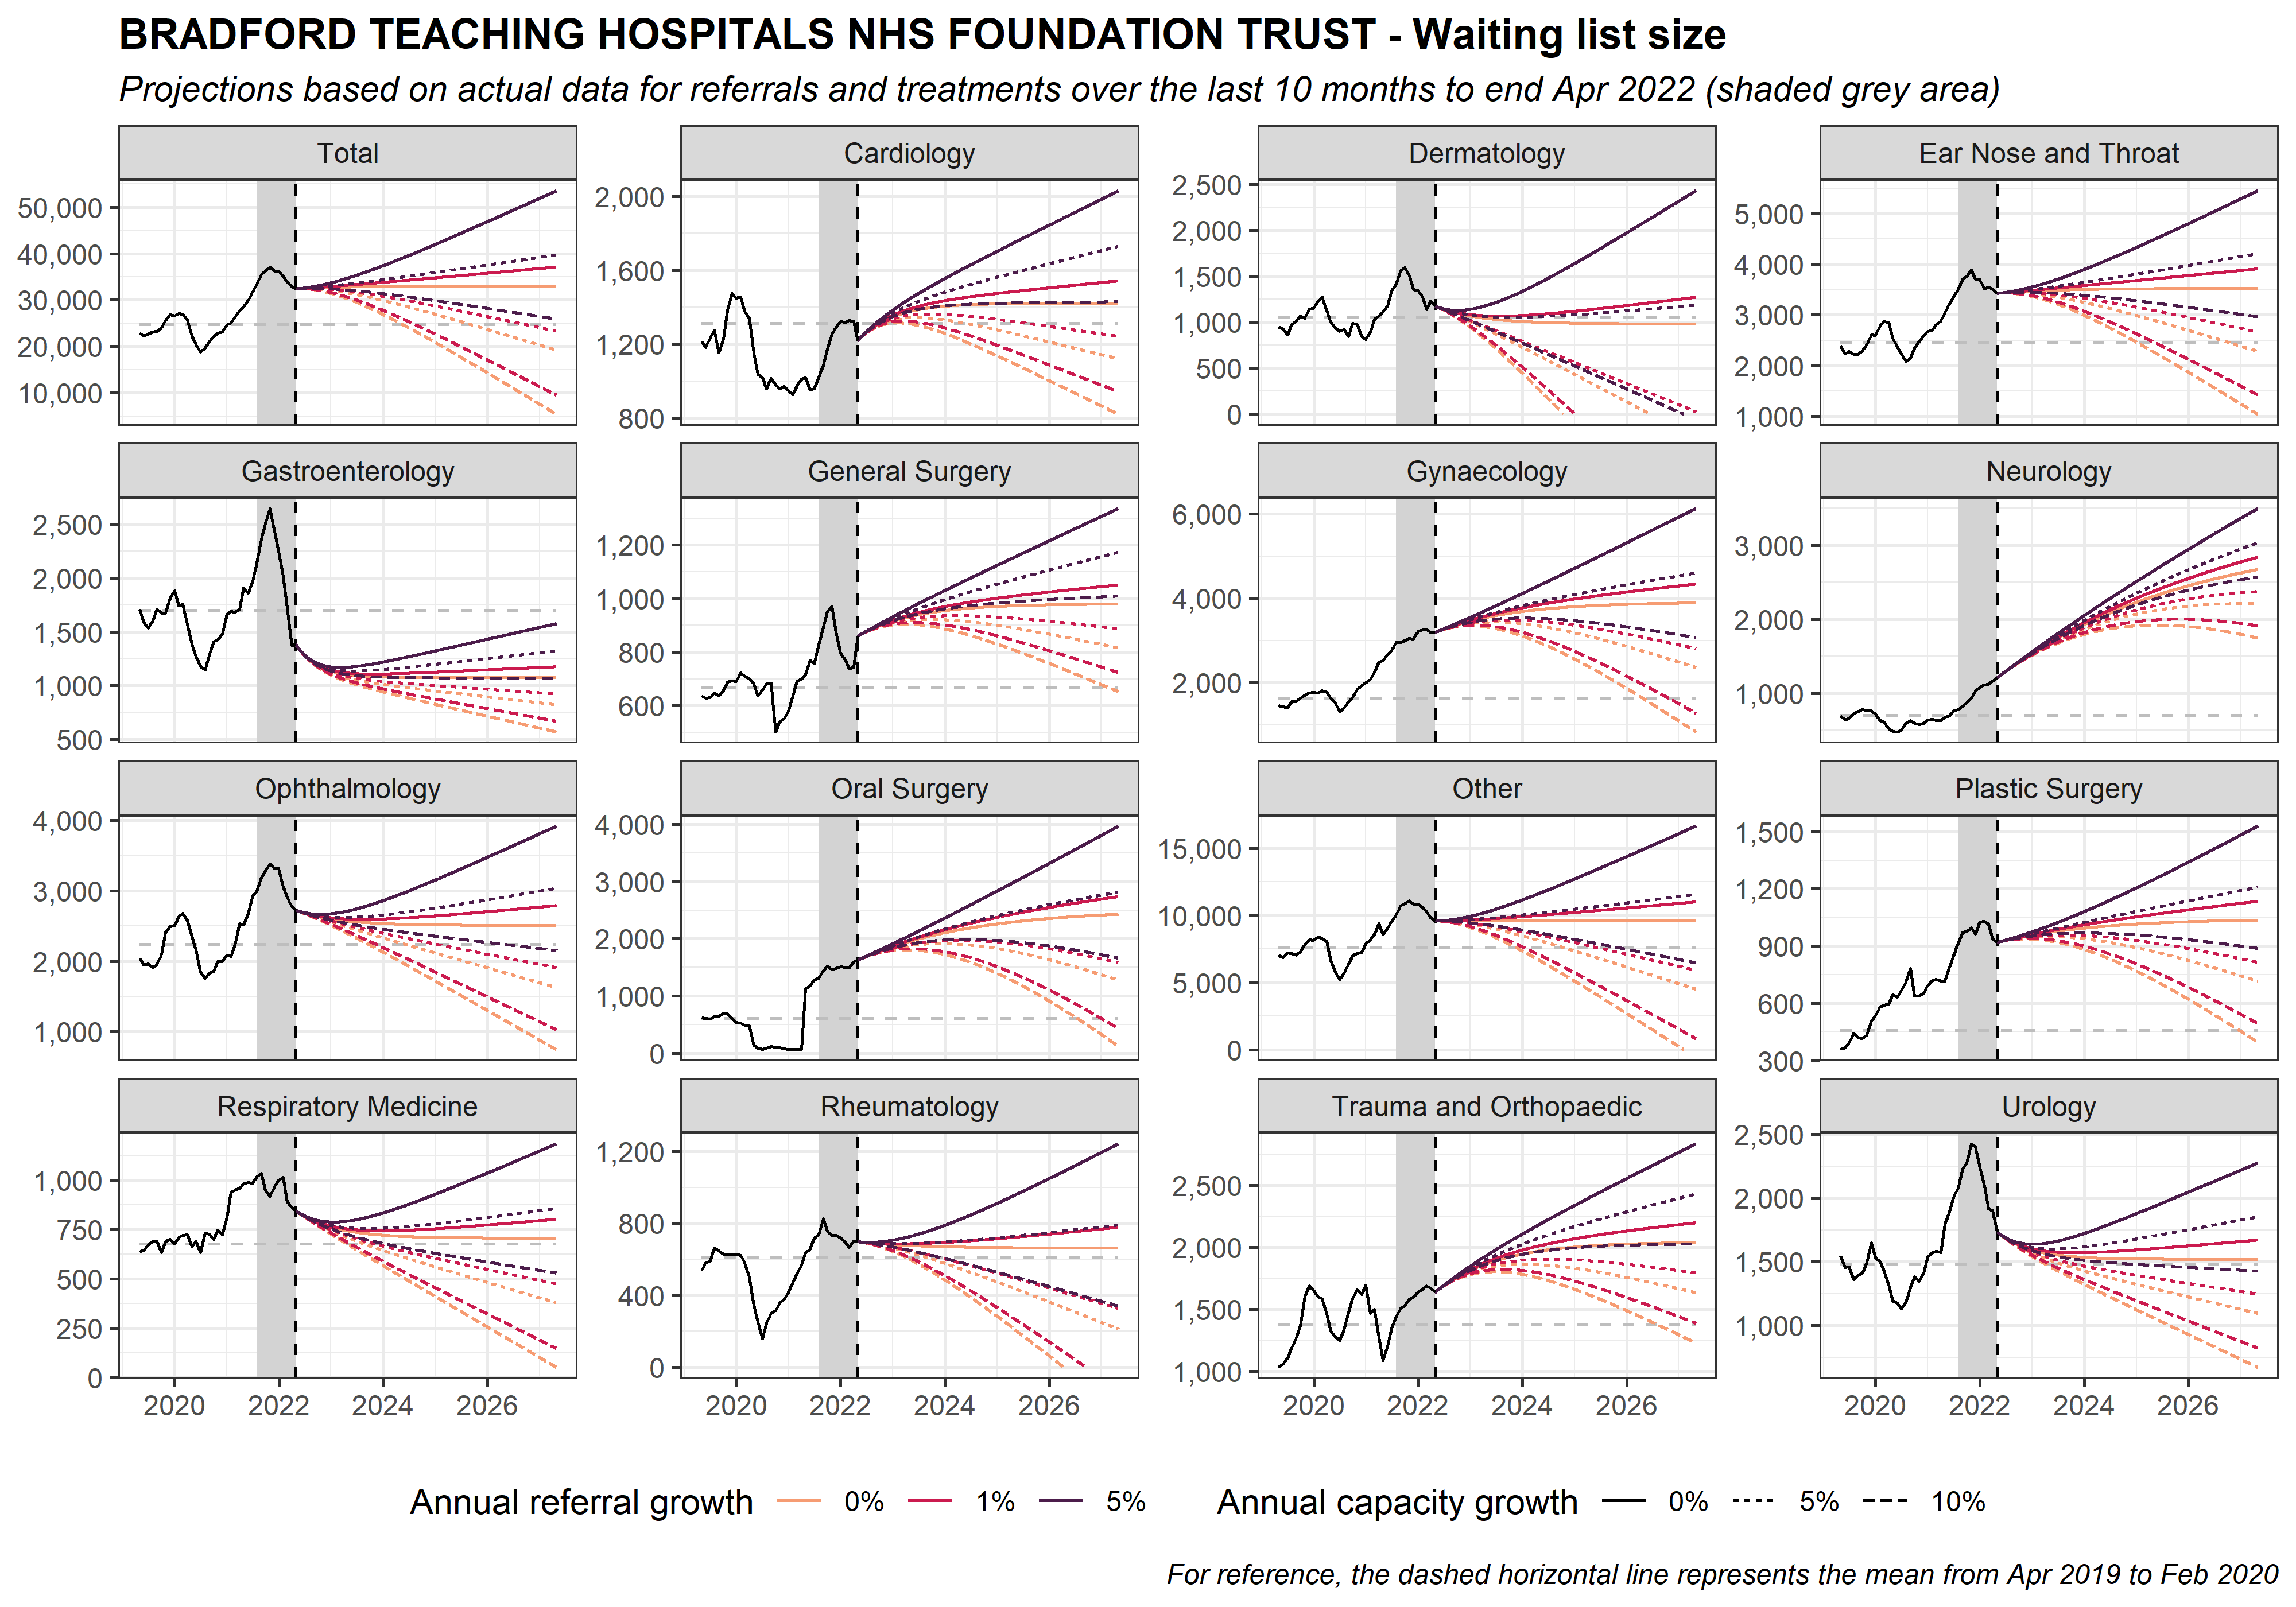 BRADFORD TEACHING HOSPITALS NHS FOUNDATION TRUST - Waiting list size
Projections based on actual data for referrals and treatments over the last 10 months to end Apr 2022 (shaded grey area)
Total
50,000
40,000
30,000
20,000
10,000
Cardiology
2,000
1,600
1,200
800
Dermatology
2,500
2,000
1,500
1,000
500
0
Ear Nose and Throat
5,000
4,000
3,000
2,000
1,000
Gastroenterology
2,500
2,000
1,500
1,000
500
General Surgery
1,200
1,000
800
600
Gynaecology
6,000
4,000
2,000
Neurology
3,000
2,000
1,000
Ophthalmology
4,000
3,000
2,000
1,000
Oral Surgery
4,000
3,000
2,000
1,000
0
Other
15,000
10,000
5,000
0
Plastic Surgery
1,500
1,200
900
600
300
Respiratory Medicine
1,000
750
500
250
0
2020 2022 2024 2026
Rheumatology
1,200
800
400
0
2020 2022 2024 2026
Trauma and Orthopaedic
2,500
2,000
1,500
1,000
2020 2022 2024 2026
Urology
2,500
2,000
1,500
1,000
2020 2022 2024 2026
Annual referral growth 0% 1% 5% Annual capacity growth 0% 5% 10%
For reference, the dashed horizontal line represents the mean from Apr 2019 to Feb 2020